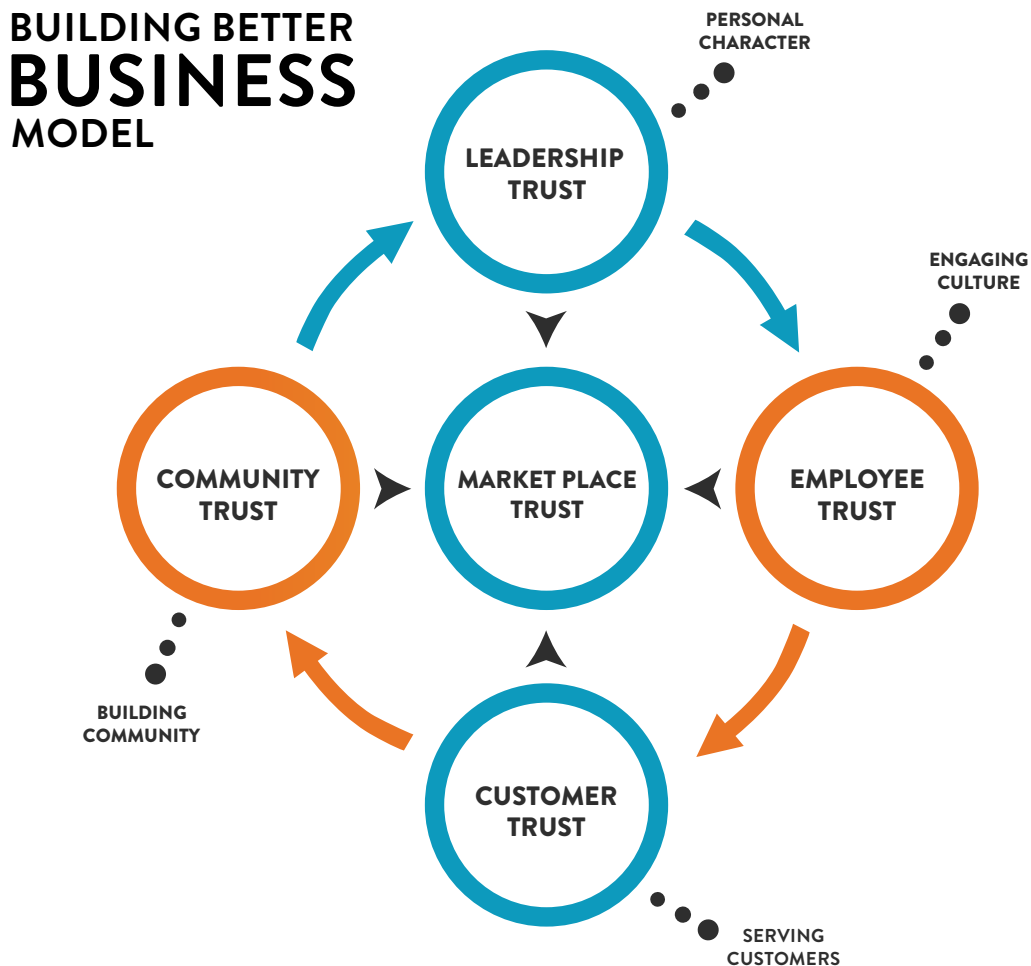 BUILDING BETTER
BUSINESS
MODEL
PERSONAL
CHARACTER
LEADERSHIP
TRUST
ENGAGING
CULTURE
COMMUNITY
TRUST
MARKET PLACE
TRUST
EMPLOYEE
TRUST
BUILDING
COMMUNITY
CUSTOMER
TRUST
SERVING
CUSTOMERS